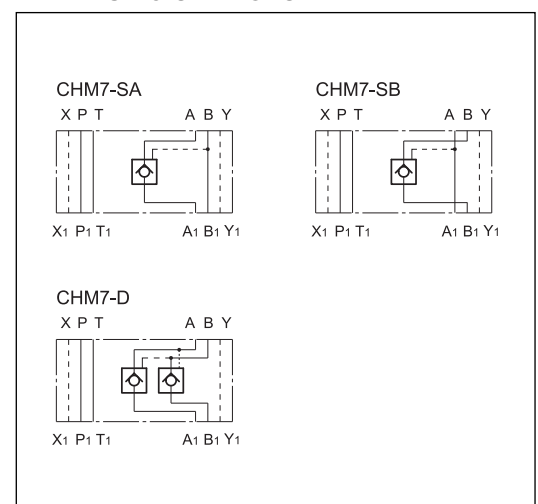 CHM7-SA
X P T A B Y
X1 P1 T1 A1 B1 Y1
CHM7-SB
X P T A B Y
X1 P1 T1 A1 B1 Y1
CHM7-D
X P T A B Y
X1 P1 T1 A1 B1 Y1